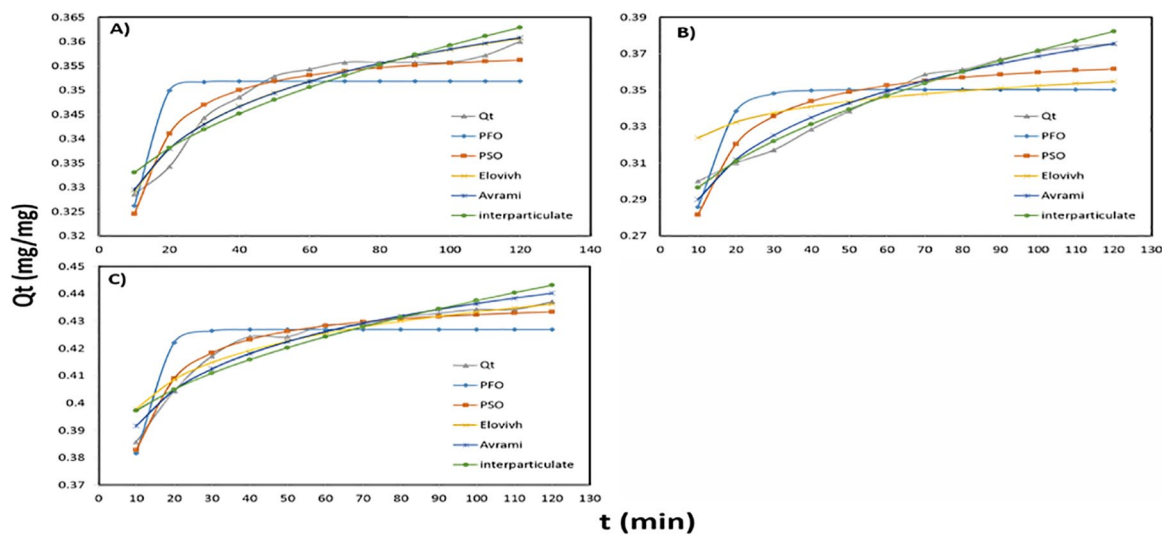 A)
0.365
0.36
0.355
0.35
0.345
0.34
0.335
0.33
0.325
0.32
0 20 40 60 80 100 120 140
Qt
PFO
PSO
Elovivh
Avrami
interparticulate
B)
0.39
0.37
0.35
0.33
0.31
0.29
0.27
0 10 20 30 40 50 60 70 80 90 100 110 120 130
Qt
PFO
PSO
Elovivh
Avrami
interparticulate
Qt (mg/mg)
C)
0.45
0.44
0.43
0.42
0.41
0.4
0.39
0.38
0.37
0 10 20 30 40 50 60 70 80 90 100 110 120 130
Qt
PFO
PSO
Elovivh
Avrami
interparticulate
t (min)